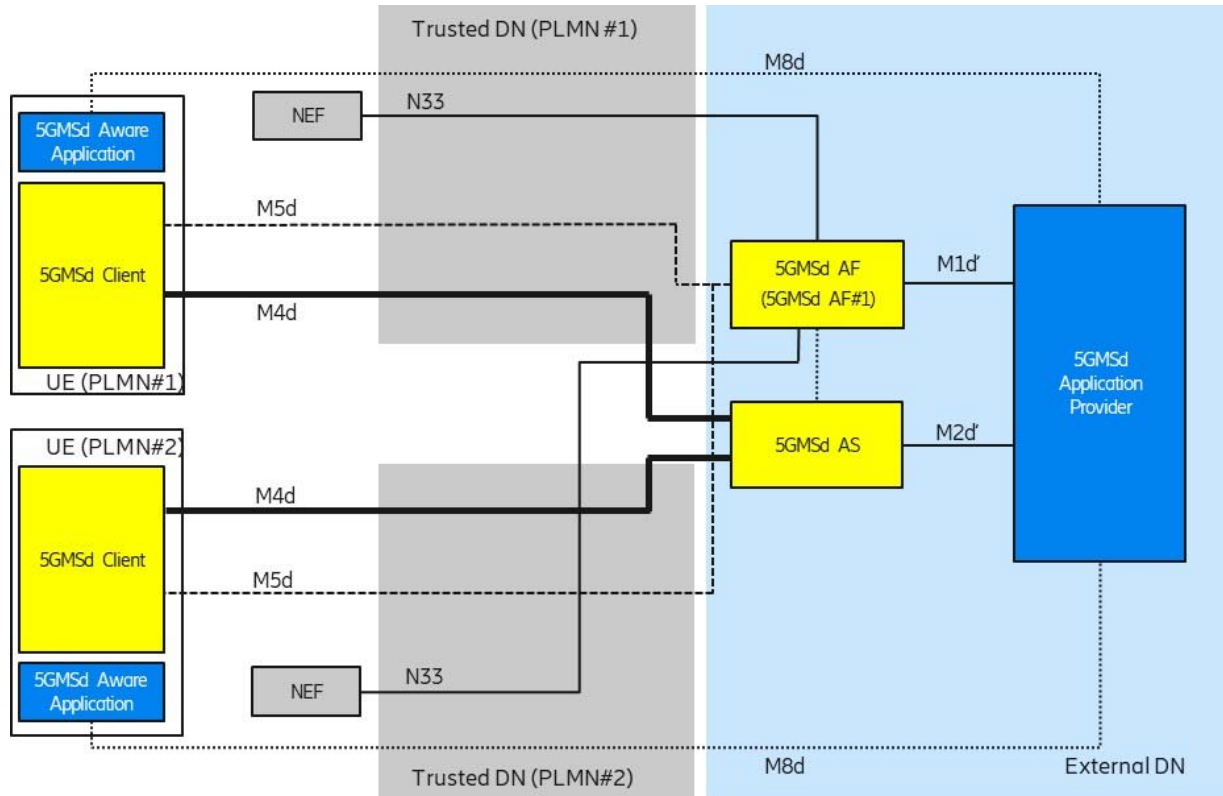 Trusted DN (PLMN #1)
M8d
N33
NEF
5GMSd Aware
Application
M5d
5GMSd Client
M4d
UE (PLMN#1)
5GMSd AF
(5GMSd AF#1)
M1d'
5GMSd
Application
Provider
5GMSd AS
M2d'
UE (PLMN#2)
M4d
5GMSd Client
M5d
5GMSd Aware
Application
NEF
N33
Trusted DN (PLMN#2)
M8d
External DN